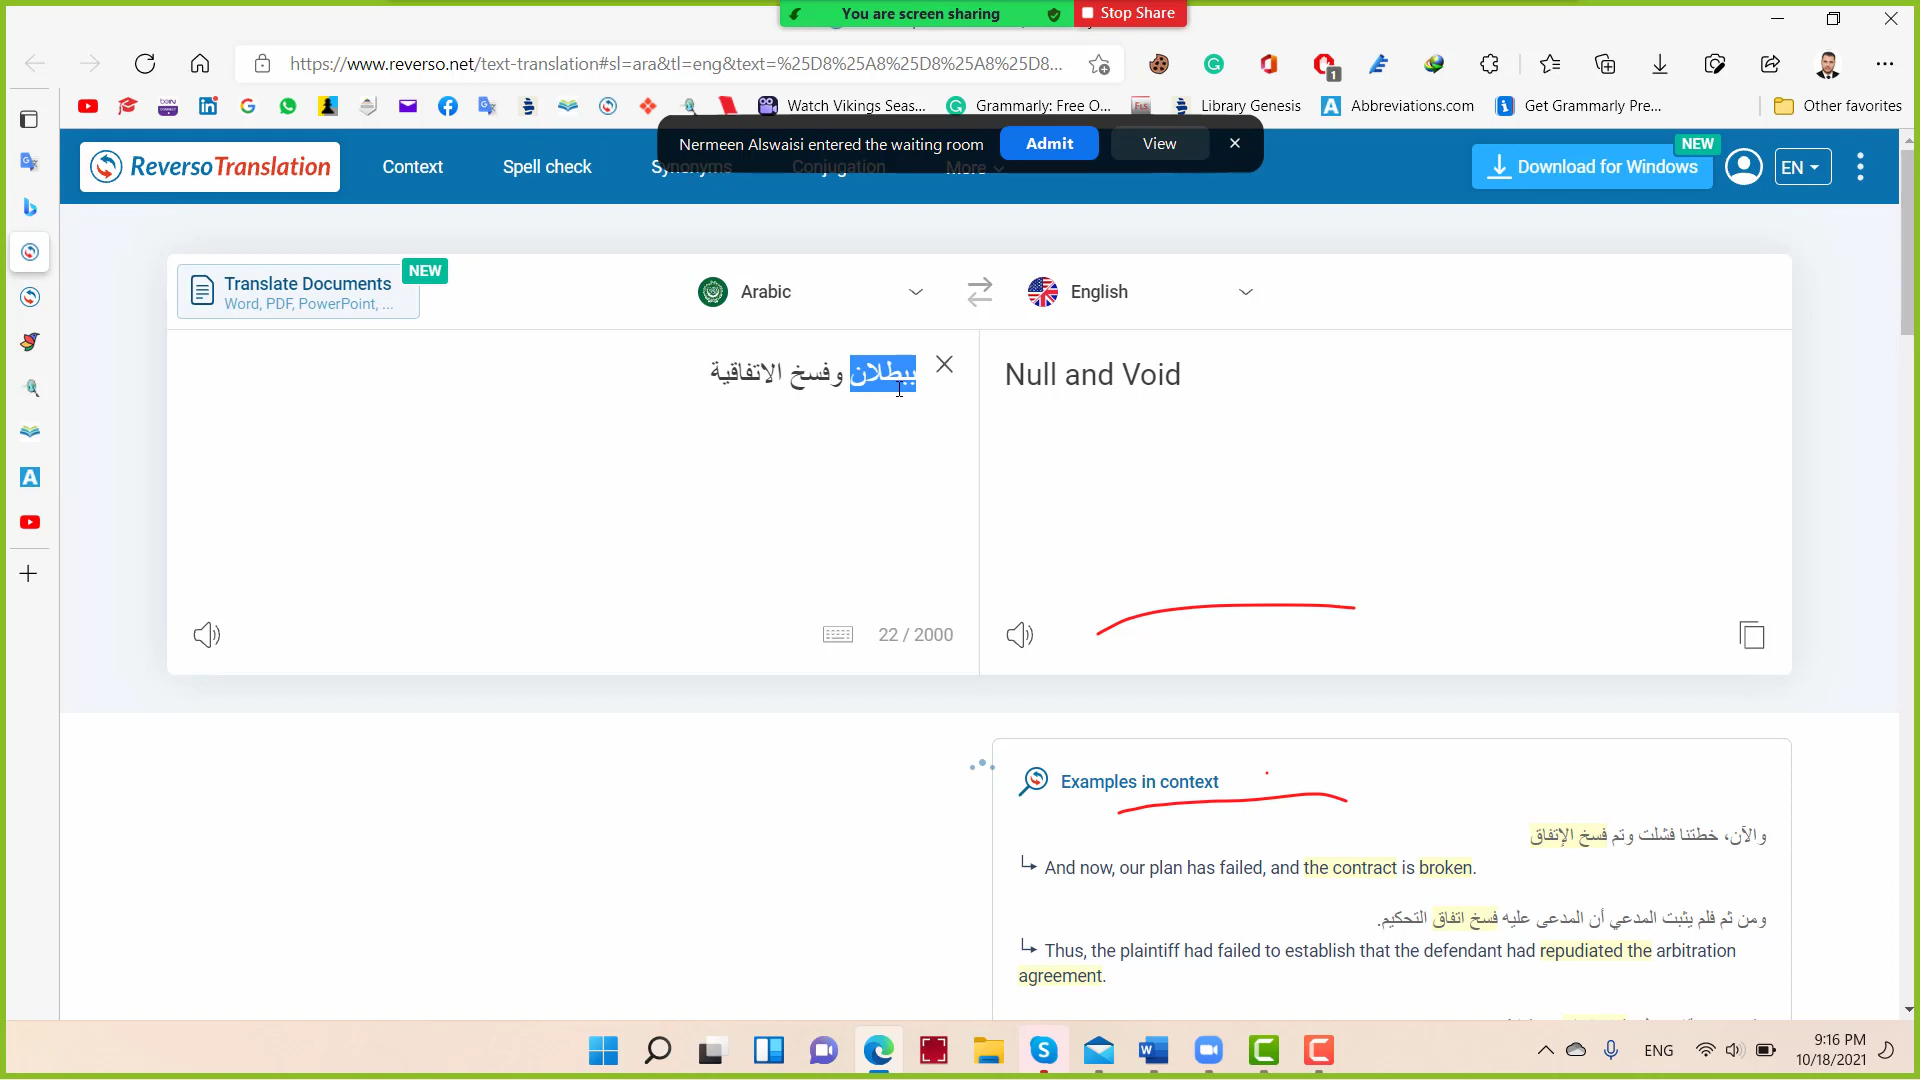 You are screen sharing
Stop Share
https://www.reverso.net/text-translation#sl=ara&tl=eng&text=%25D8%25A8%25D8%25A8%25D8...
1
Watch Vikings Seas...
Grammarly: Free O...
Library Genesis
Abbreviations.com
Get Grammarly Pre...
Other favorites
Nermeen Alswaisi entered the waiting room
Admit
View
ReversoTranslation
Context
Spell check
Synonyms
Conjugation
More
Download for Windows
NEW
EN
Translate Documents
NEW
Word, PDF, PowerPoint, ...
Arabic
English
ببطلان وفسخ الاتفاقية
Null and Void
22 / 2000
Examples in context
والآن، خطتنا فشلت وتم فسخ الإتفاق
And now, our plan has failed, and the contract is broken.
ومن ثم فلم يثبت المدعي أن المدعى عليه فسخ اتفاق التحكيم.
Thus, the plaintiff had failed to establish that the defendant had repudiated the arbitration
agreement.
ENG
9:16 PM
10/18/2021